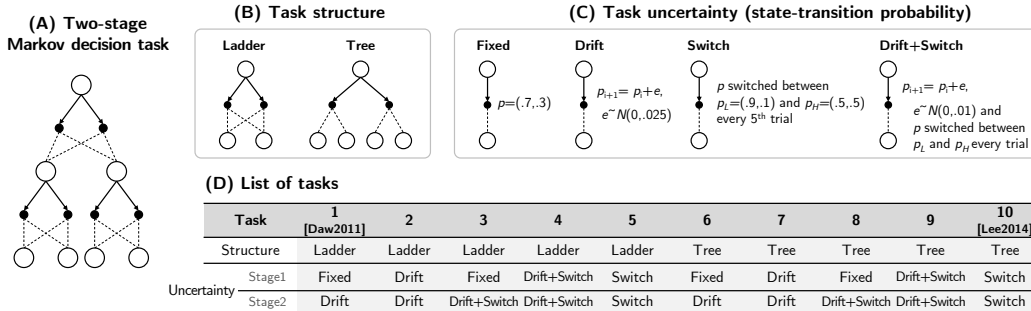 (A) Two-stage
Markov decision task
(B) Task structure
Ladder Tree
(C) Task uncertainty (state-transition probability)
Fixed Drift Switch Drift+Switch
p=(.7,.3)
p_{i+1}= p_i+e,
e~N(0,.025)
p switched between
p_L=(.9,.1) and p_H=(.5,.5)
every 5th trial
p_{i+1}= p_i+e,
e~N(0,.01) and
p switched between
p_L and p_H every trial
(D) List of tasks
Task 1 2 3 4 5 6 7 8 9 10
[Daw2011] [Lee2014]
Structure Ladder Ladder Ladder Ladder Ladder Tree Tree Tree Tree Tree
Uncertainty
Stage1 Fixed Drift Fixed Drift+Switch Switch Fixed Drift Fixed Drift+Switch Switch
Stage2 Drift Drift Drift+Switch Drift+Switch Switch Drift Drift Drift+Switch Drift+Switch Switch